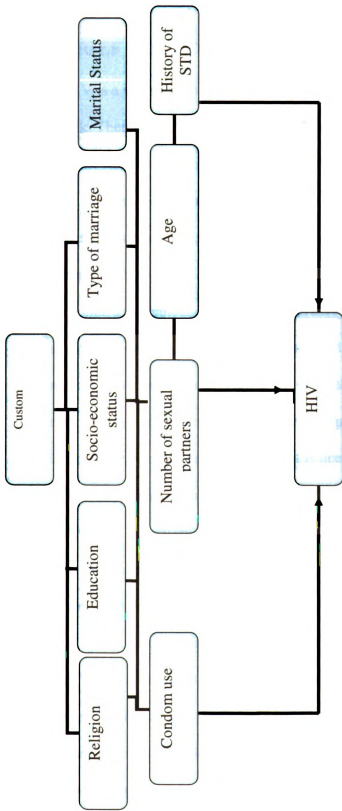 Custom
Religion
Education
Socio-economic
status
Type of marriage
Marital Status
Condom use
Number of sexual
partners
Age
History of
STD
HIV